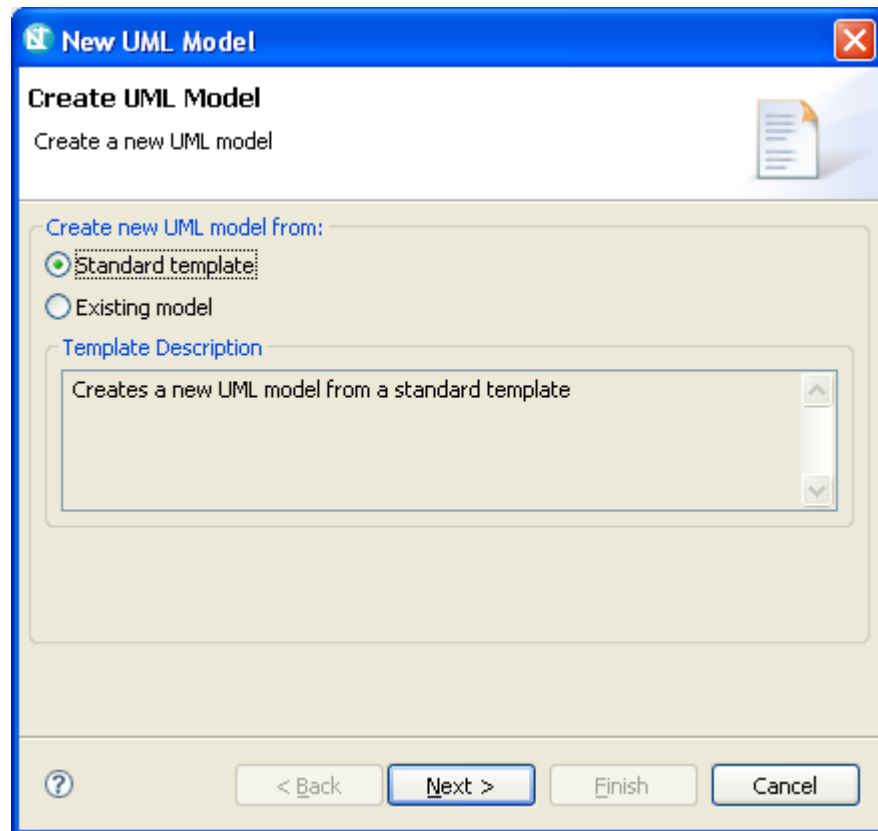 New UML Model
Create UML Model
Create a new UML model
Create new UML model from:
Standard template
Existing model
Template Description
Creates a new UML model from a standard template
? < Back Next > Finish Cancel